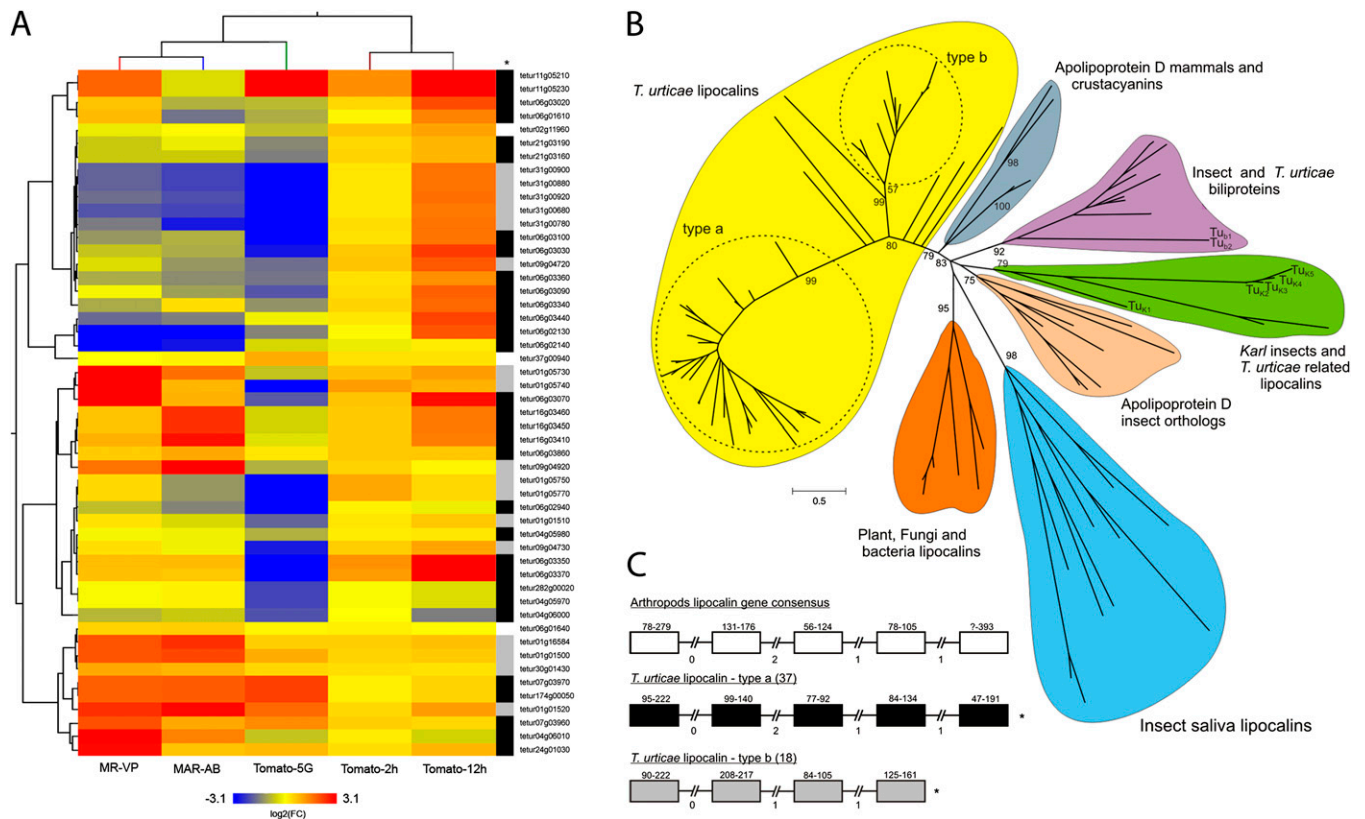 A
*
tetur11g05210
tetur11g05230
tetur06g03020
tetur06g01610
tetur02g11960
tetur21g03190
tetur21g03160
tetur31g00900
tetur31g00880
tetur31g00920
tetur31g00680
tetur31g00780
tetur06g03100
tetur06g03030
tetur09g04720
tetur06g03360
tetur06g03090
tetur06g03340
tetur06g03440
tetur06g02130
tetur06g02140
tetur37g00940
tetur01g05730
tetur01g05740
tetur06g03070
tetur16g03460
tetur16g03450
tetur16g03410
tetur06g03860
tetur09g04920
tetur01g05750
tetur01g05770
tetur06g02940
tetur01g01510
tetur04g05980
tetur09g04730
tetur06g03350
tetur06g03370
tetur282g00020
tetur04g05970
tetur04g06000
tetur06g01640
tetur01g16584
tetur01g01500
tetur30g01430
tetur07g03970
tetur174g00050
tetur01g01520
tetur07g03960
tetur04g06010
tetur24g01030
MR-VP MAR-AB Tomato-5G Tomato-2h Tomato-12h
-3.1 3.1
log2(FC)
B
T. urticae lipocalins
type b
57
99
type a
99
80
79
83
Apolipoprotein D mammals and
crustacyanins
98
100
Insect and T. urticae
biliproteins
Tub1
Tub2
92
79
TuK5
TuK4
TuK3
TuK2
TuK1
Karl insects and
T. urticae related
lipocalins
75
Apolipoprotein D
insect orthologs
95
98
0.5
Plant, Fungi and
bacteria lipocalins
Insect saliva lipocalins
C
Arthropods lipocalin gene consensus
78-279 131-176 56-124 78-105 ?-393
0 2 1 1
T. urticae lipocalin - type a (37)
95-222 99-140 77-92 84-134 47-191
*
0 2 1 1
T. urticae lipocalin - type b (18)
90-222 208-217 84-105 125-161
*
0 1 1